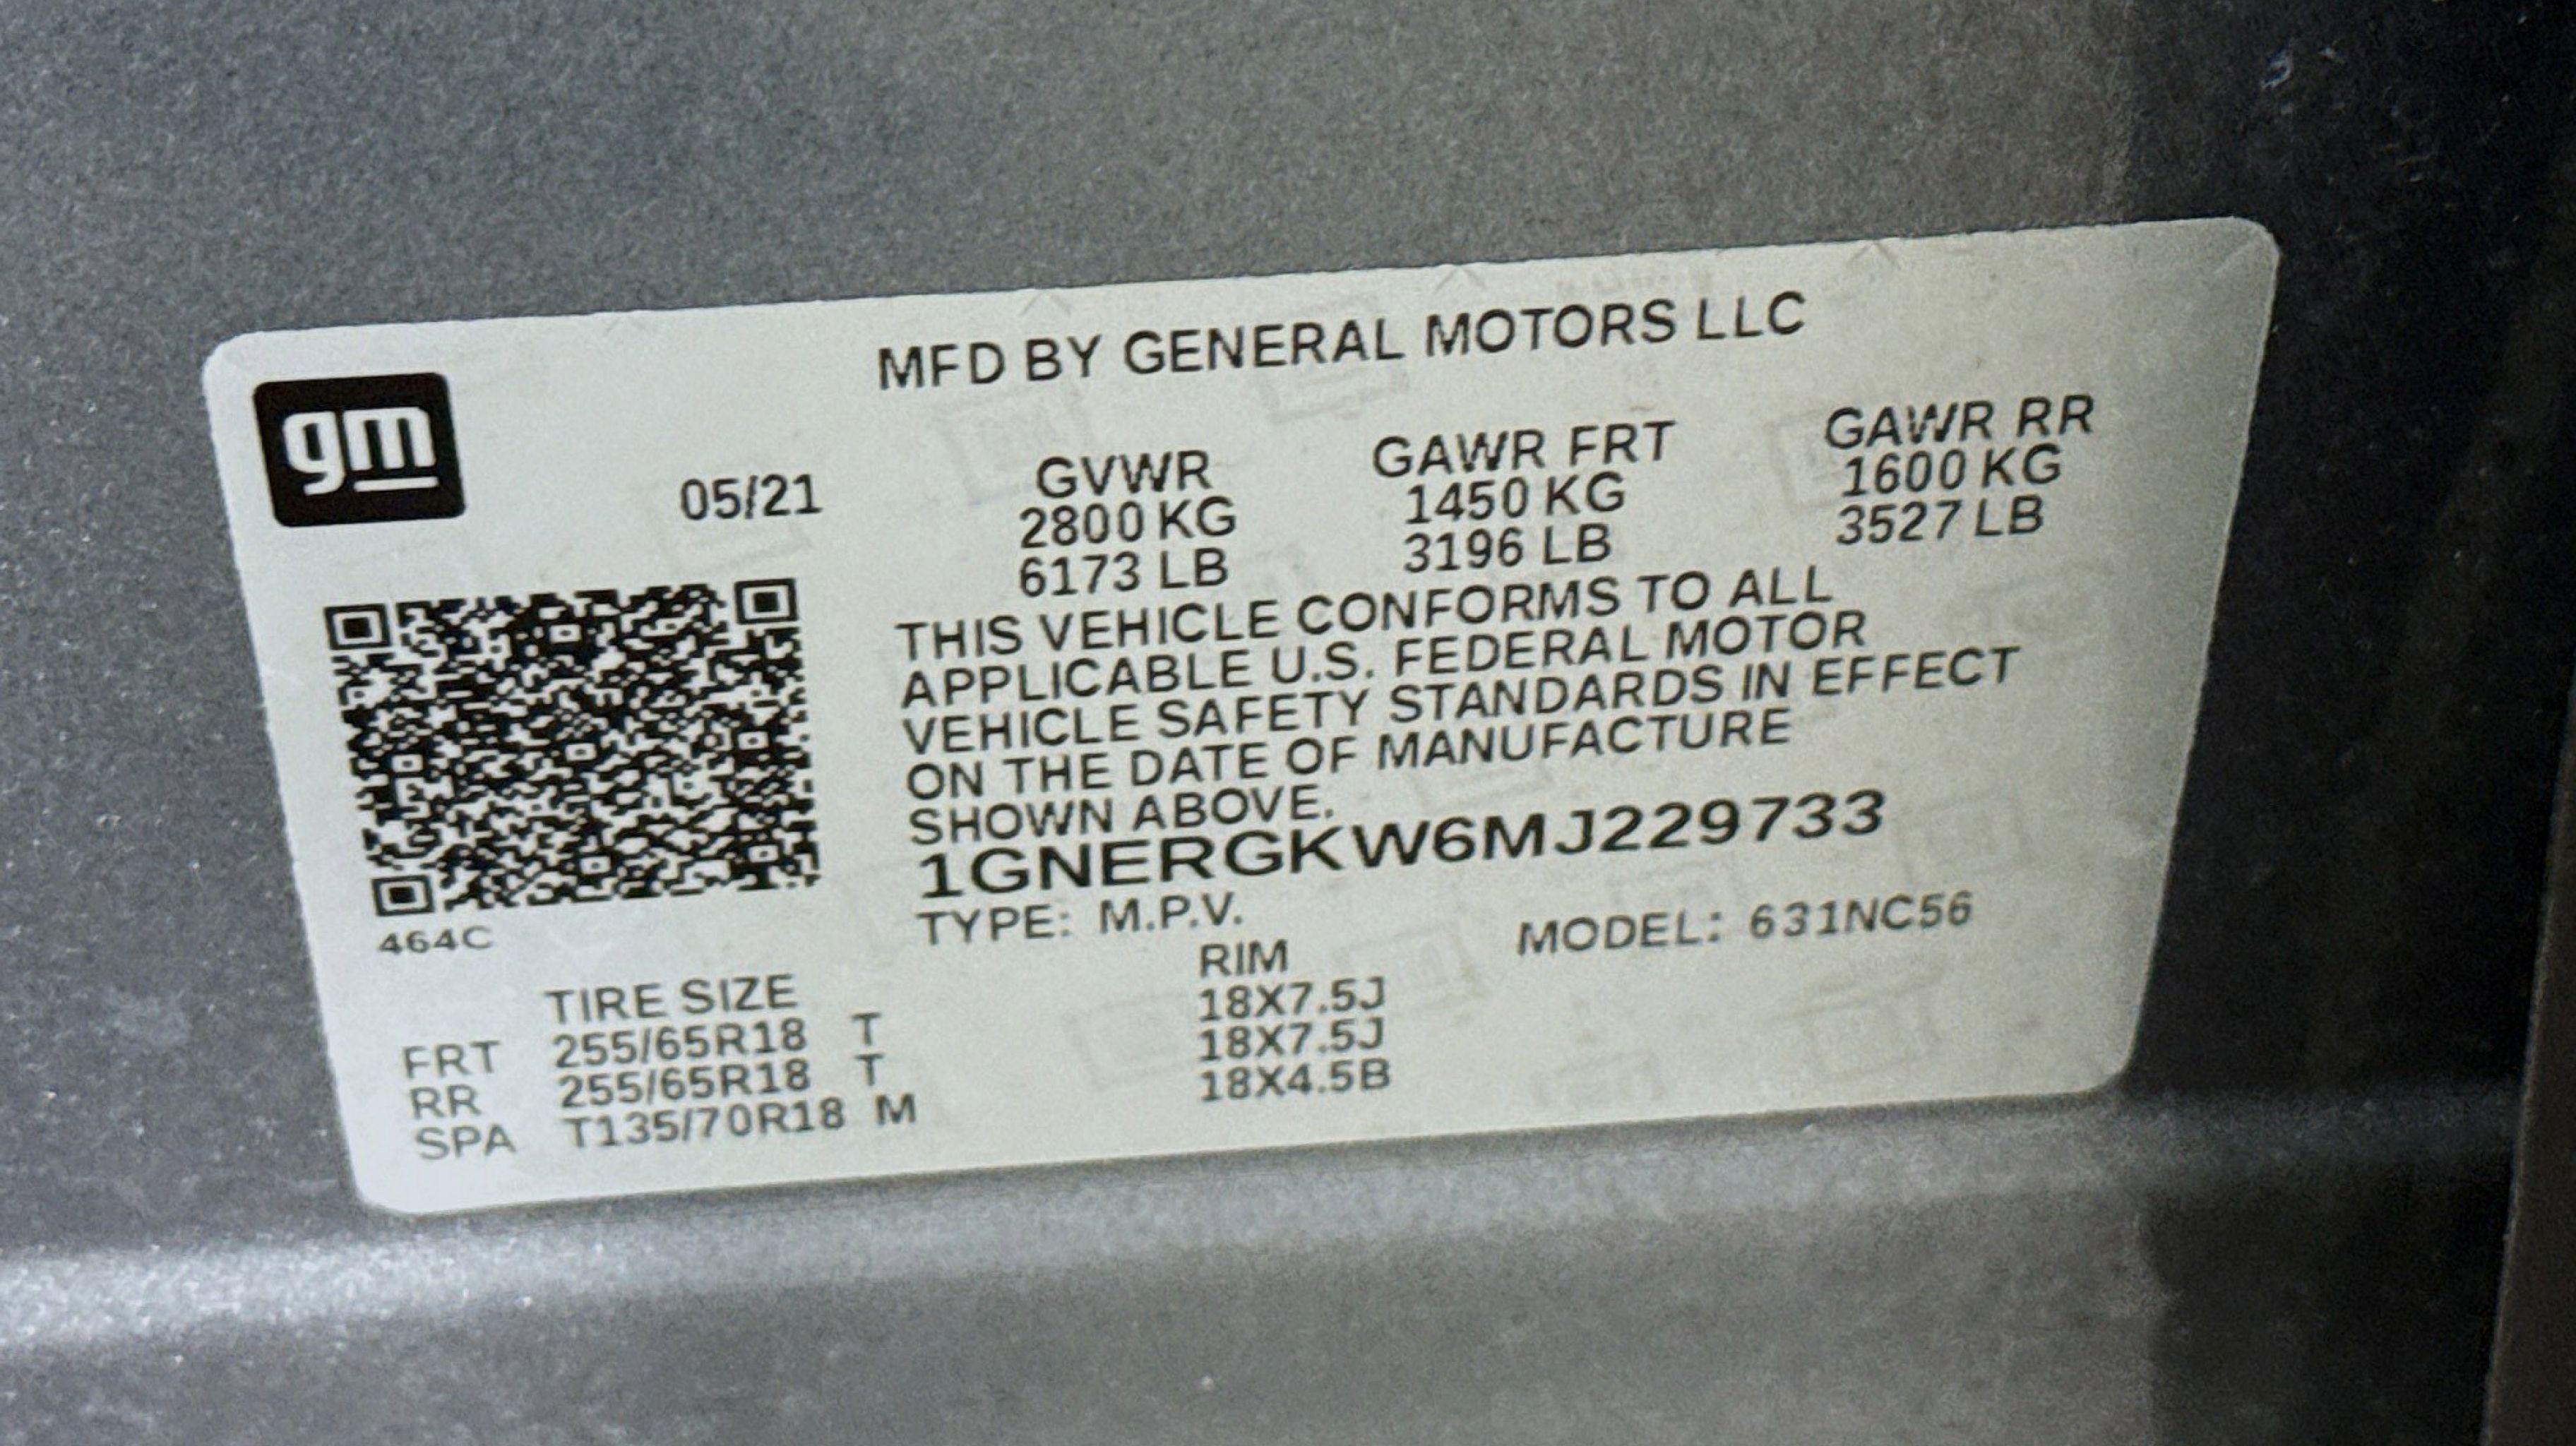 MFD BY GENERAL MOTORS LLC
gm
05/21
GVWR GAWR FRT GAWR RR
2800 KG 1450 KG 1600 KG
6173 LB 3196 LB 3527 LB
THIS VEHICLE CONFORMS TO ALL
APPLICABLE U.S. FEDERAL MOTOR
VEHICLE SAFETY STANDARDS IN EFFECT
ON THE DATE OF MANUFACTURE
SHOWN ABOVE.
1GNERGKW6MJ229733
TYPE: M.P.V. MODEL: 631NC56
464C
TIRE SIZE RIM
FRT 255/65R18 T 18X7.5J
RR 255/65R18 T 18X7.5J
SPA T135/70R18 M 18X4.5B